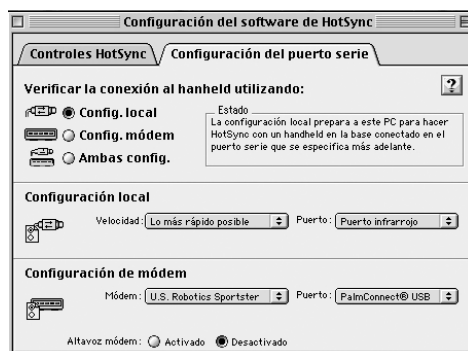 Configuración del software de HotSync
Controles HotSync
Configuración del puerto serie
Verificar la conexión al hanheld utilizando:
?
Config. local
Config. módem
Ambas config.
Estado
La configuración local prepara a este PC para hacer
HotSync con un handheld en la base conectado en el
puerto serie que se especifica más adelante.
Configuración local
Velocidad: Lo más rápido posible Puerto: Puerto infrarrojo
Configuración de módem
Módem: U.S. Robotics Sportster Puerto: PalmConnect® USB
Altavoz módem: Activado Desactivado